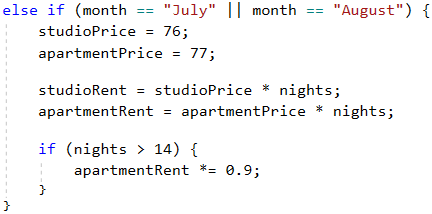 else if (month == "July" || month == "August") {
    studioPrice = 76;
    apartmentPrice = 77;

    studioRent = studioPrice * nights;
    apartmentRent = apartmentPrice * nights;

    if (nights > 14) {
        apartmentRent *= 0.9;
    }
}